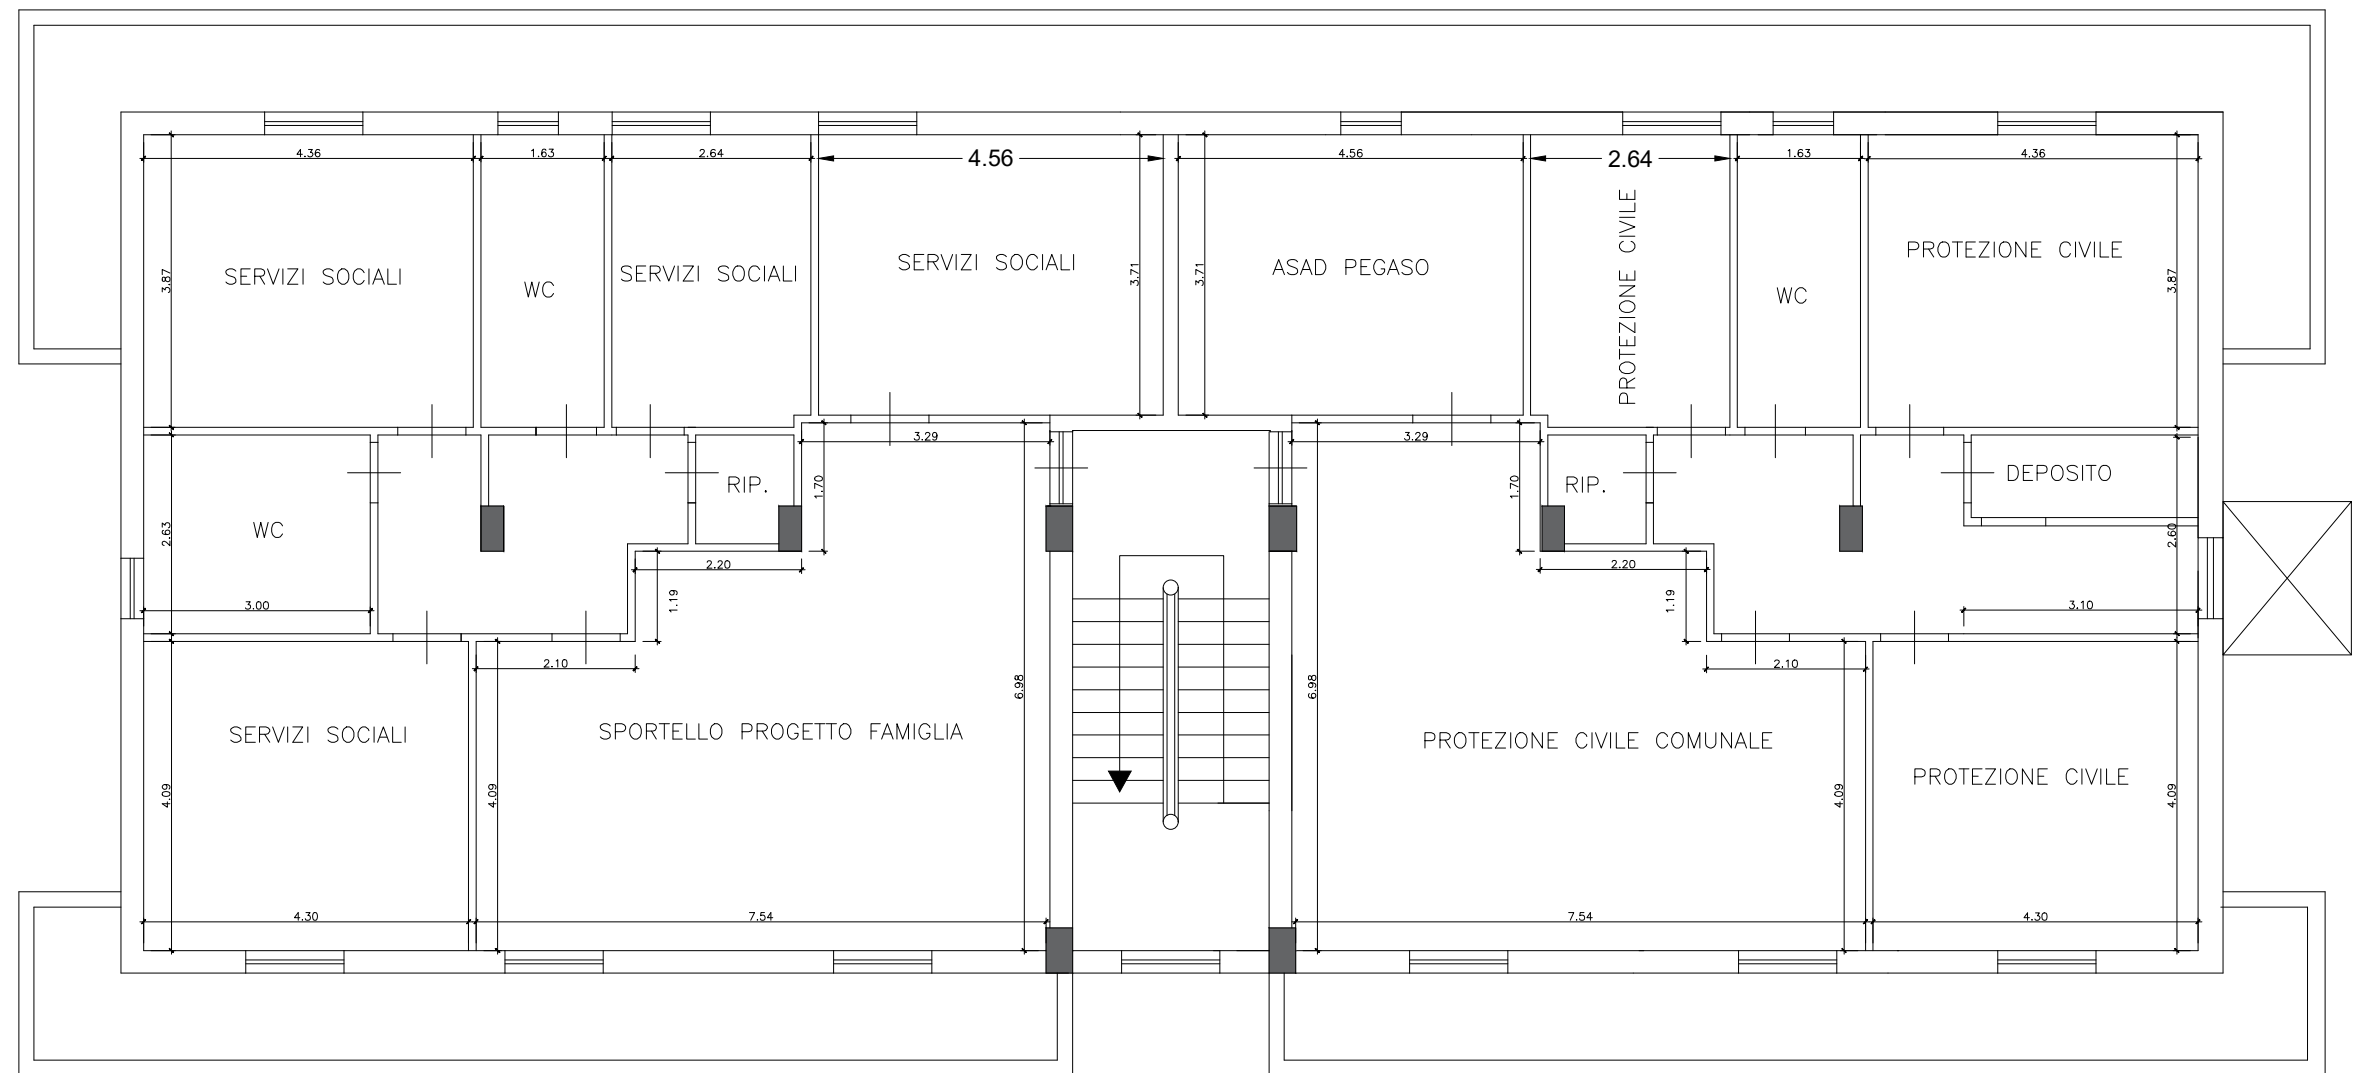 4.36 1.63 2.64 4.56 4.56 2.64 1.63 4.36
3.87
SERVIZI SOCIALI
WC
SERVIZI SOCIALI
SERVIZI SOCIALI
3.71
3.71
ASAD PEGASO
PROTEZIONE CIVILE
WC
PROTEZIONE CIVILE
3.87
3.29
3.29
2.63
WC
RIP.
1.70
1.70
RIP.
DEPOSITO
2.60
2.20
2.20
1.19
1.19
3.00
3.10
2.10
2.10
6.98
6.98
SERVIZI SOCIALI
SPORTELLO PROGETTO FAMIGLIA
PROTEZIONE CIVILE COMUNALE
PROTEZIONE CIVILE
4.09
4.09
4.09
4.09
4.30 7.54 7.54 4.30